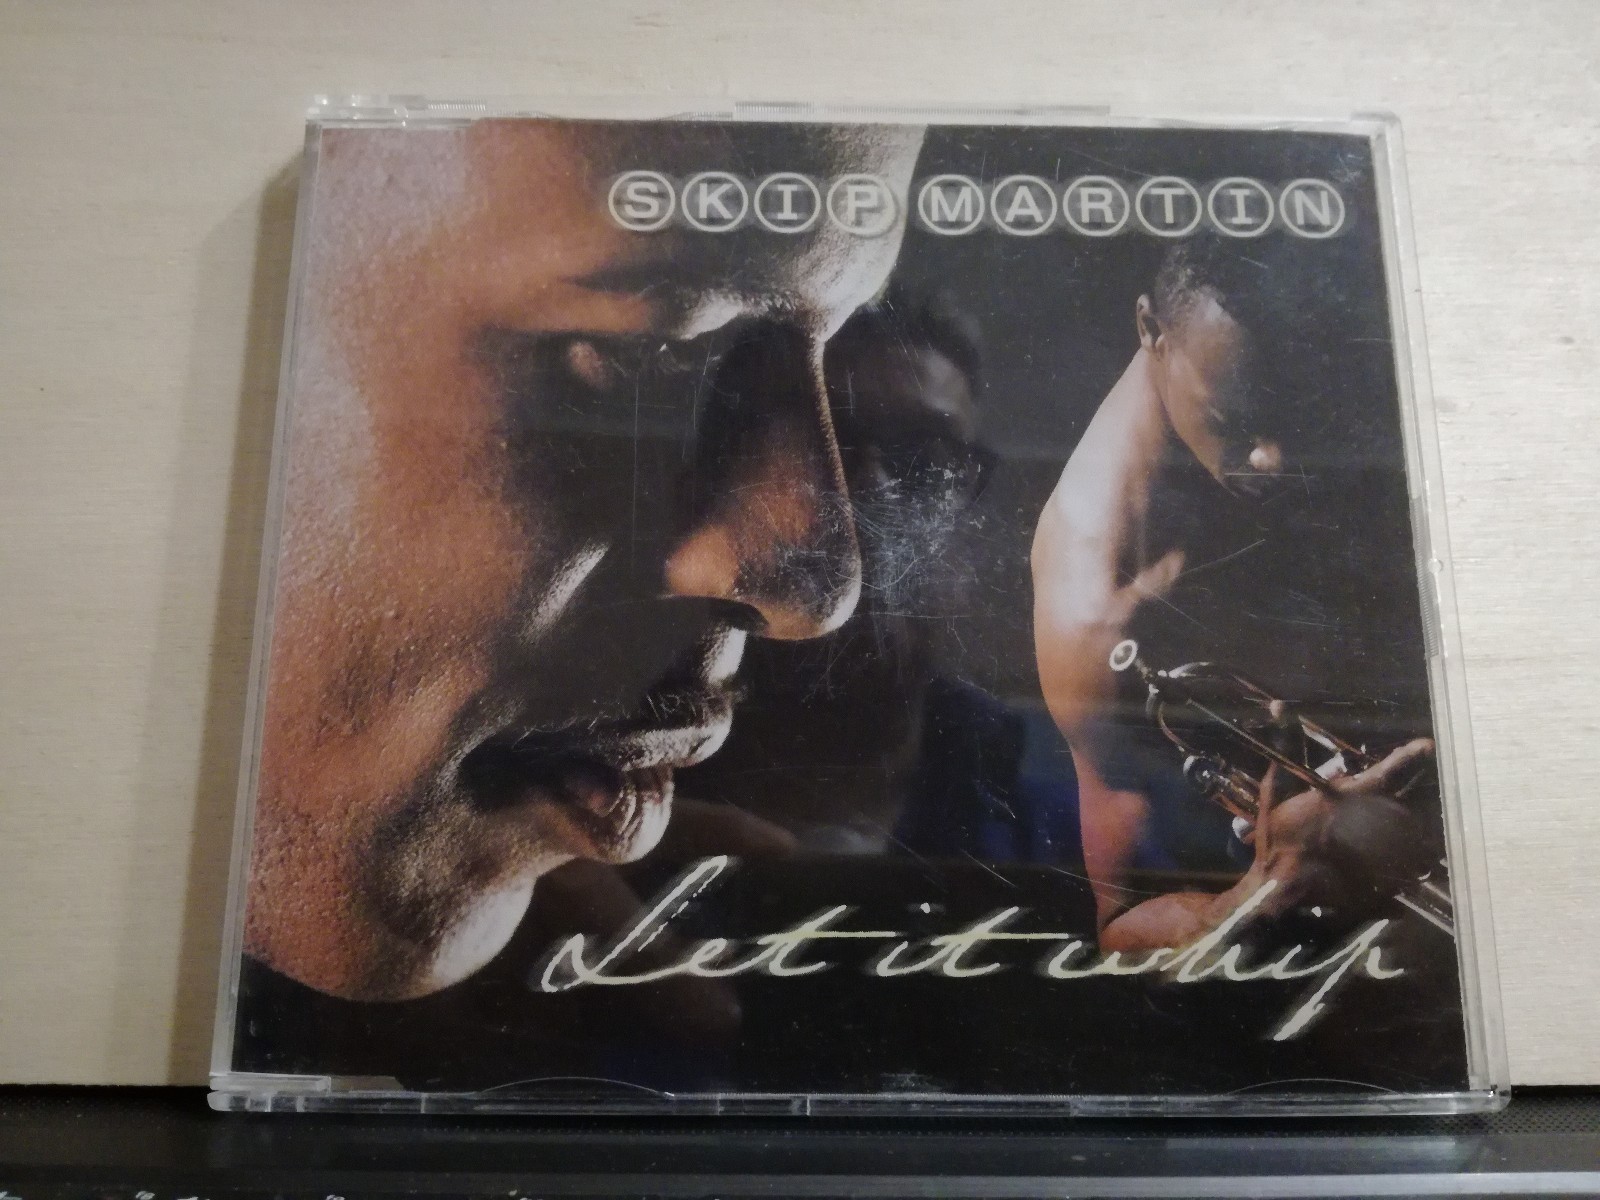 SKIP MARTIN
Let it whip